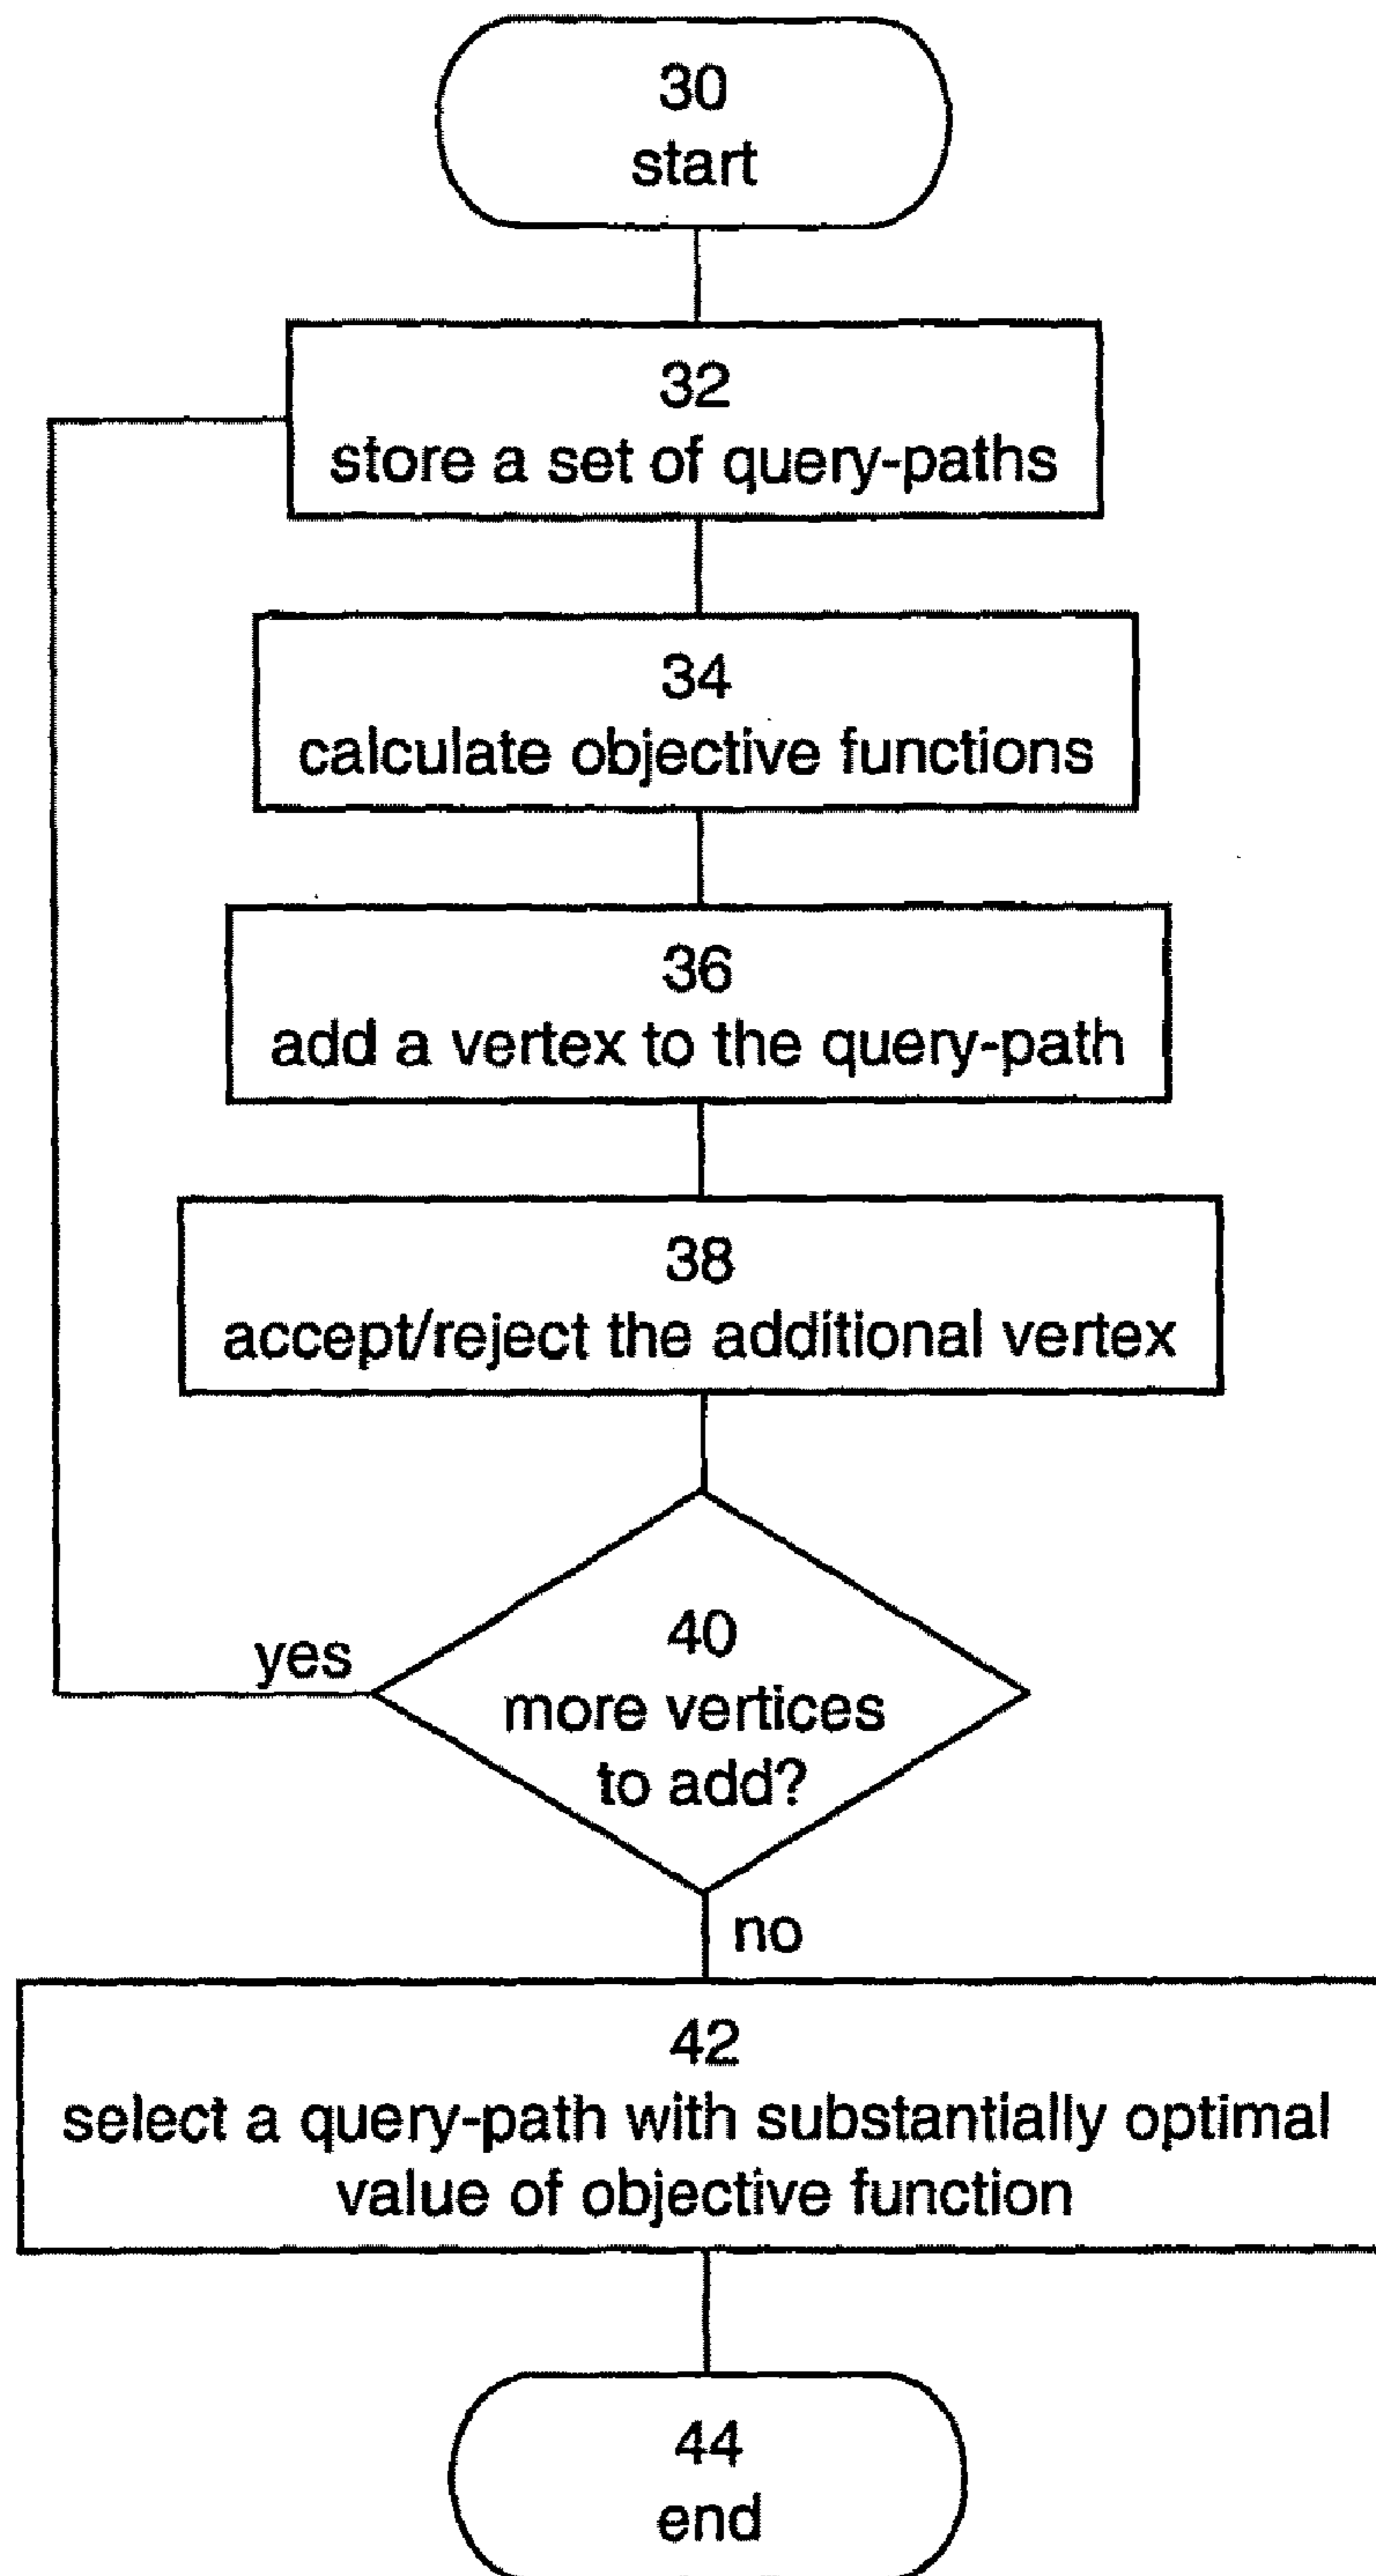 30
start
32
store a set of query-paths
34
calculate objective functions
36
add a vertex to the query-path
38
accept/reject the additional vertex
40
more vertices
to add?
yes
no
42
select a query-path with substantially optimal
value of objective function
44
end